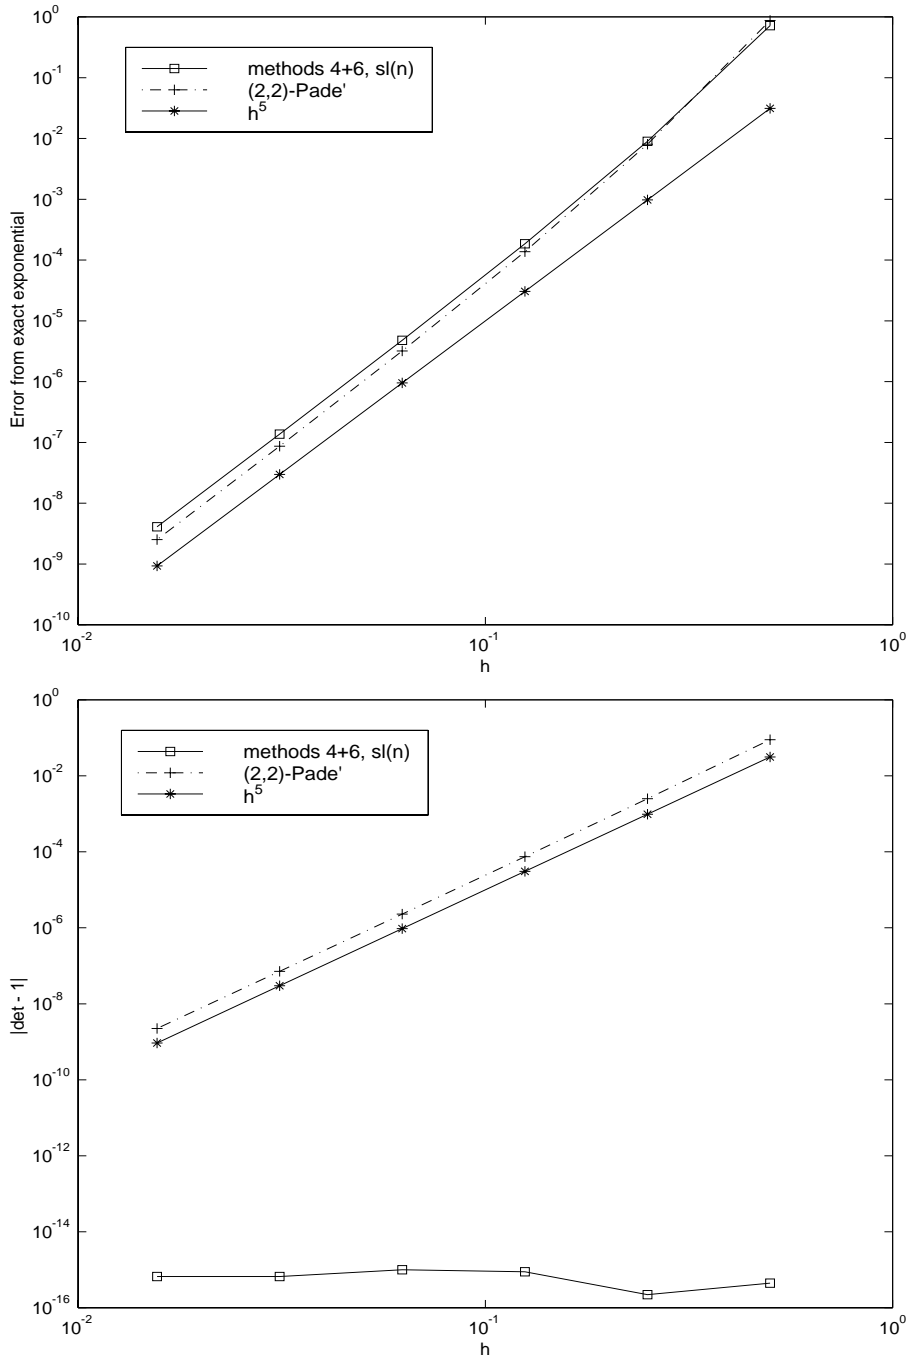 10^0
10^-1
10^-2
10^-3
10^-4
10^-5
10^-6
10^-7
10^-8
10^-9
10^-10
Error from exact exponential
methods 4+6, sl(n)
(2,2)-Pade'
h^5
10^-2
10^-1
10^0
h
10^0
10^-2
10^-4
10^-6
10^-8
10^-10
10^-12
10^-14
10^-16
|det - 1|
methods 4+6, sl(n)
(2,2)-Pade'
h^5
10^-2
10^-1
10^0
h